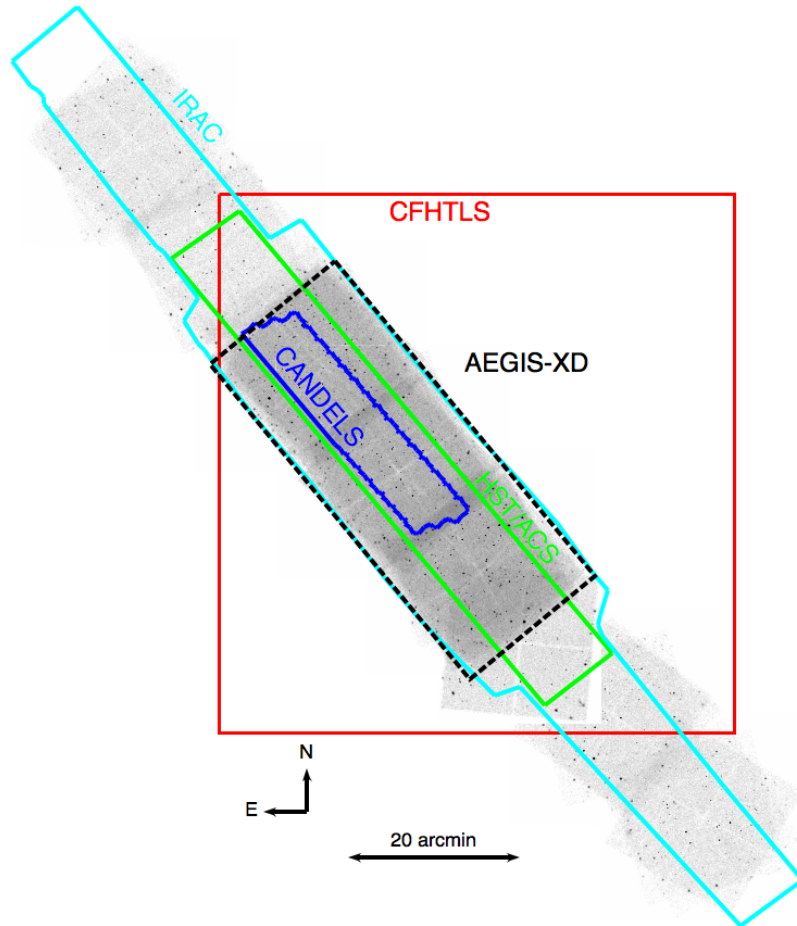 IRAC
CFHTLS
AEGIS-XD
CANDELS
HST/ACS
N
E
20 arcmin